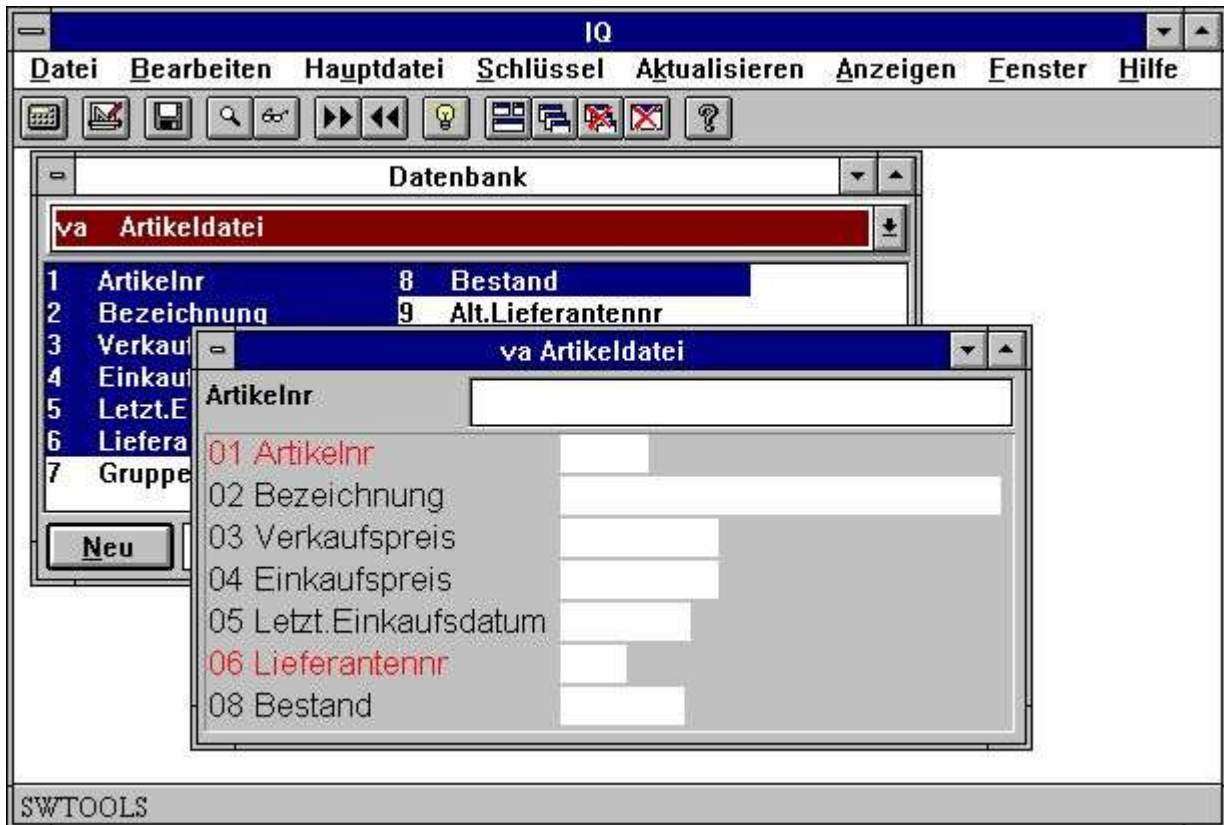 IQ
Datei Bearbeiten Hauptdatei Schlüssel Aktualisieren Anzeigen Fenster Hilfe
Datenbank
va Artikeldatei
1 Artikelnr 8 Bestand
2 Bezeichnung 9 Alt.Lieferantennr
3 Verkauf
4 Einkauf
5 Letzt.E
6 Liefera
7 Gruppe
Neu
va Artikeldatei
Artikelnr
01 Artikelnr
02 Bezeichnung
03 Verkaufspreis
04 Einkaufspreis
05 Letzt.Einkaufsdatum
06 Lieferantennr
08 Bestand
SWTOOLS